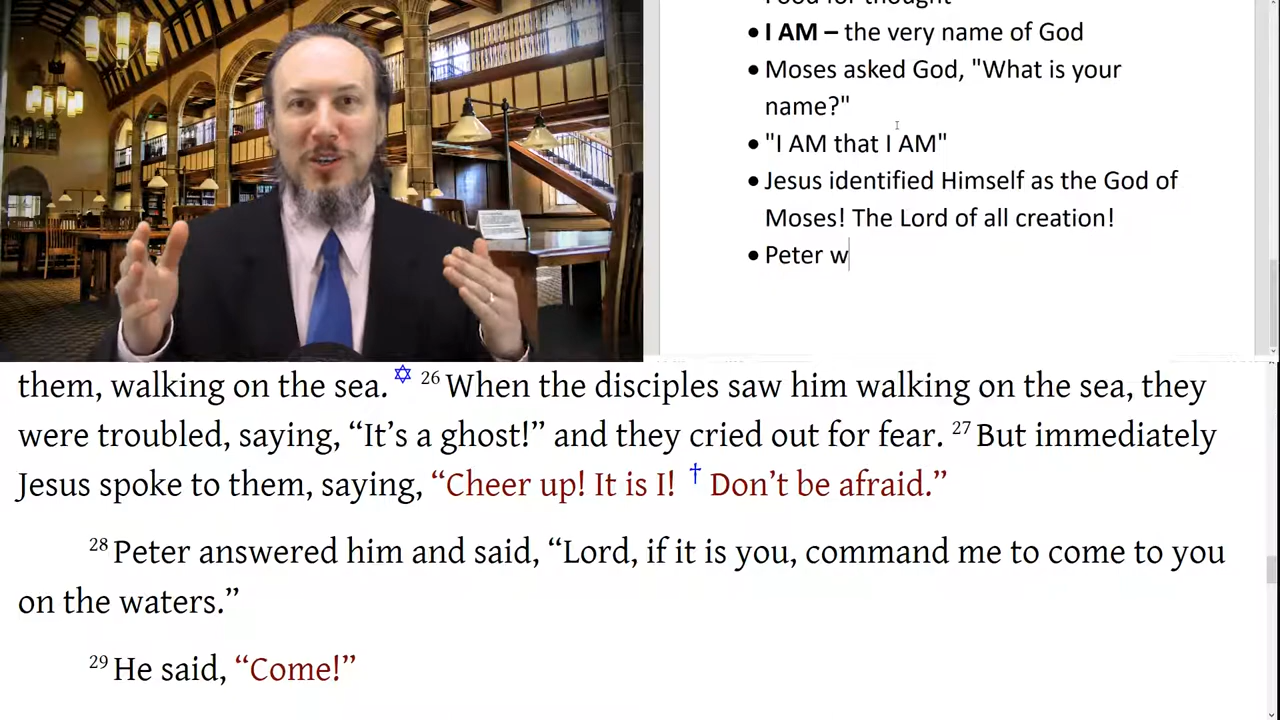 Food for thought
• I AM – the very name of God
• Moses asked God, "What is your
name?"
• "I AM that I AM"
• Jesus identified Himself as the God of
Moses! The Lord of all creation!
• Peter w
them, walking on the sea.✡ 26 When the disciples saw him walking on the sea, they
were troubled, saying, “It’s a ghost!” and they cried out for fear. 27 But immediately
Jesus spoke to them, saying, “Cheer up! It is I! † Don’t be afraid.”
28 Peter answered him and said, “Lord, if it is you, command me to come to you
on the waters.”
29 He said, “Come!”